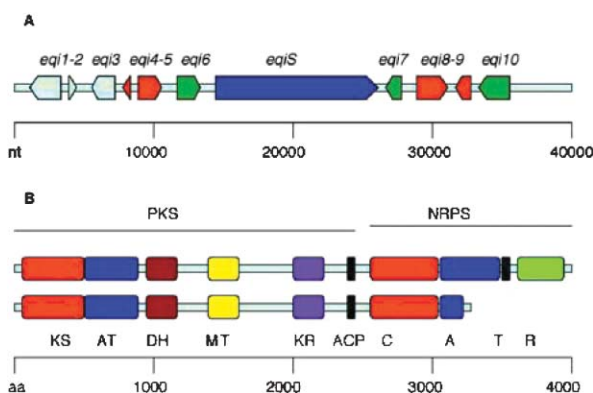 A
eqi1-2 eqi3 eqi4-5 eqi6 eqiS eqi7 eqi8-9 eqi10
nt 10000 20000 30000 40000
B
PKS NRPS
KS AT DH MT KR ACP C A T R
aa 1000 2000 3000 4000